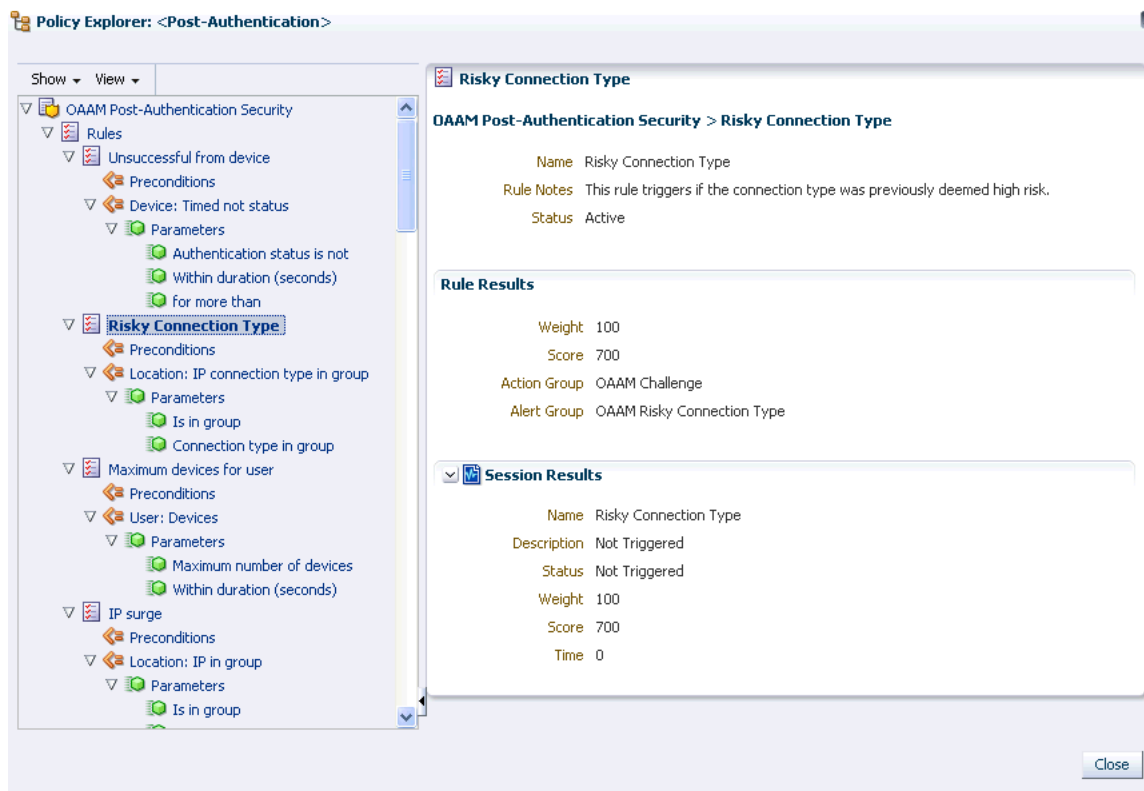 Policy Explorer: <Post-Authentication>
Show View
OAAM Post-Authentication Security
Rules
Unsuccessful from device
Preconditions
Device: Timed not status
Parameters
Authentication status is not
Within duration (seconds)
for more than
Risky Connection Type
Preconditions
Location: IP connection type in group
Parameters
Is in group
Connection type in group
Maximum devices for user
Preconditions
User: Devices
Parameters
Maximum number of devices
Within duration (seconds)
IP surge
Preconditions
Location: IP in group
Parameters
Is in group
Risky Connection Type
OAAM Post-Authentication Security > Risky Connection Type
Name Risky Connection Type
Rule Notes This rule triggers if the connection type was previously deemed high risk.
Status Active
Rule Results
Weight 100
Score 700
Action Group OAAM Challenge
Alert Group OAAM Risky Connection Type
Session Results
Name Risky Connection Type
Description Not Triggered
Status Not Triggered
Weight 100
Score 700
Time 0
Close